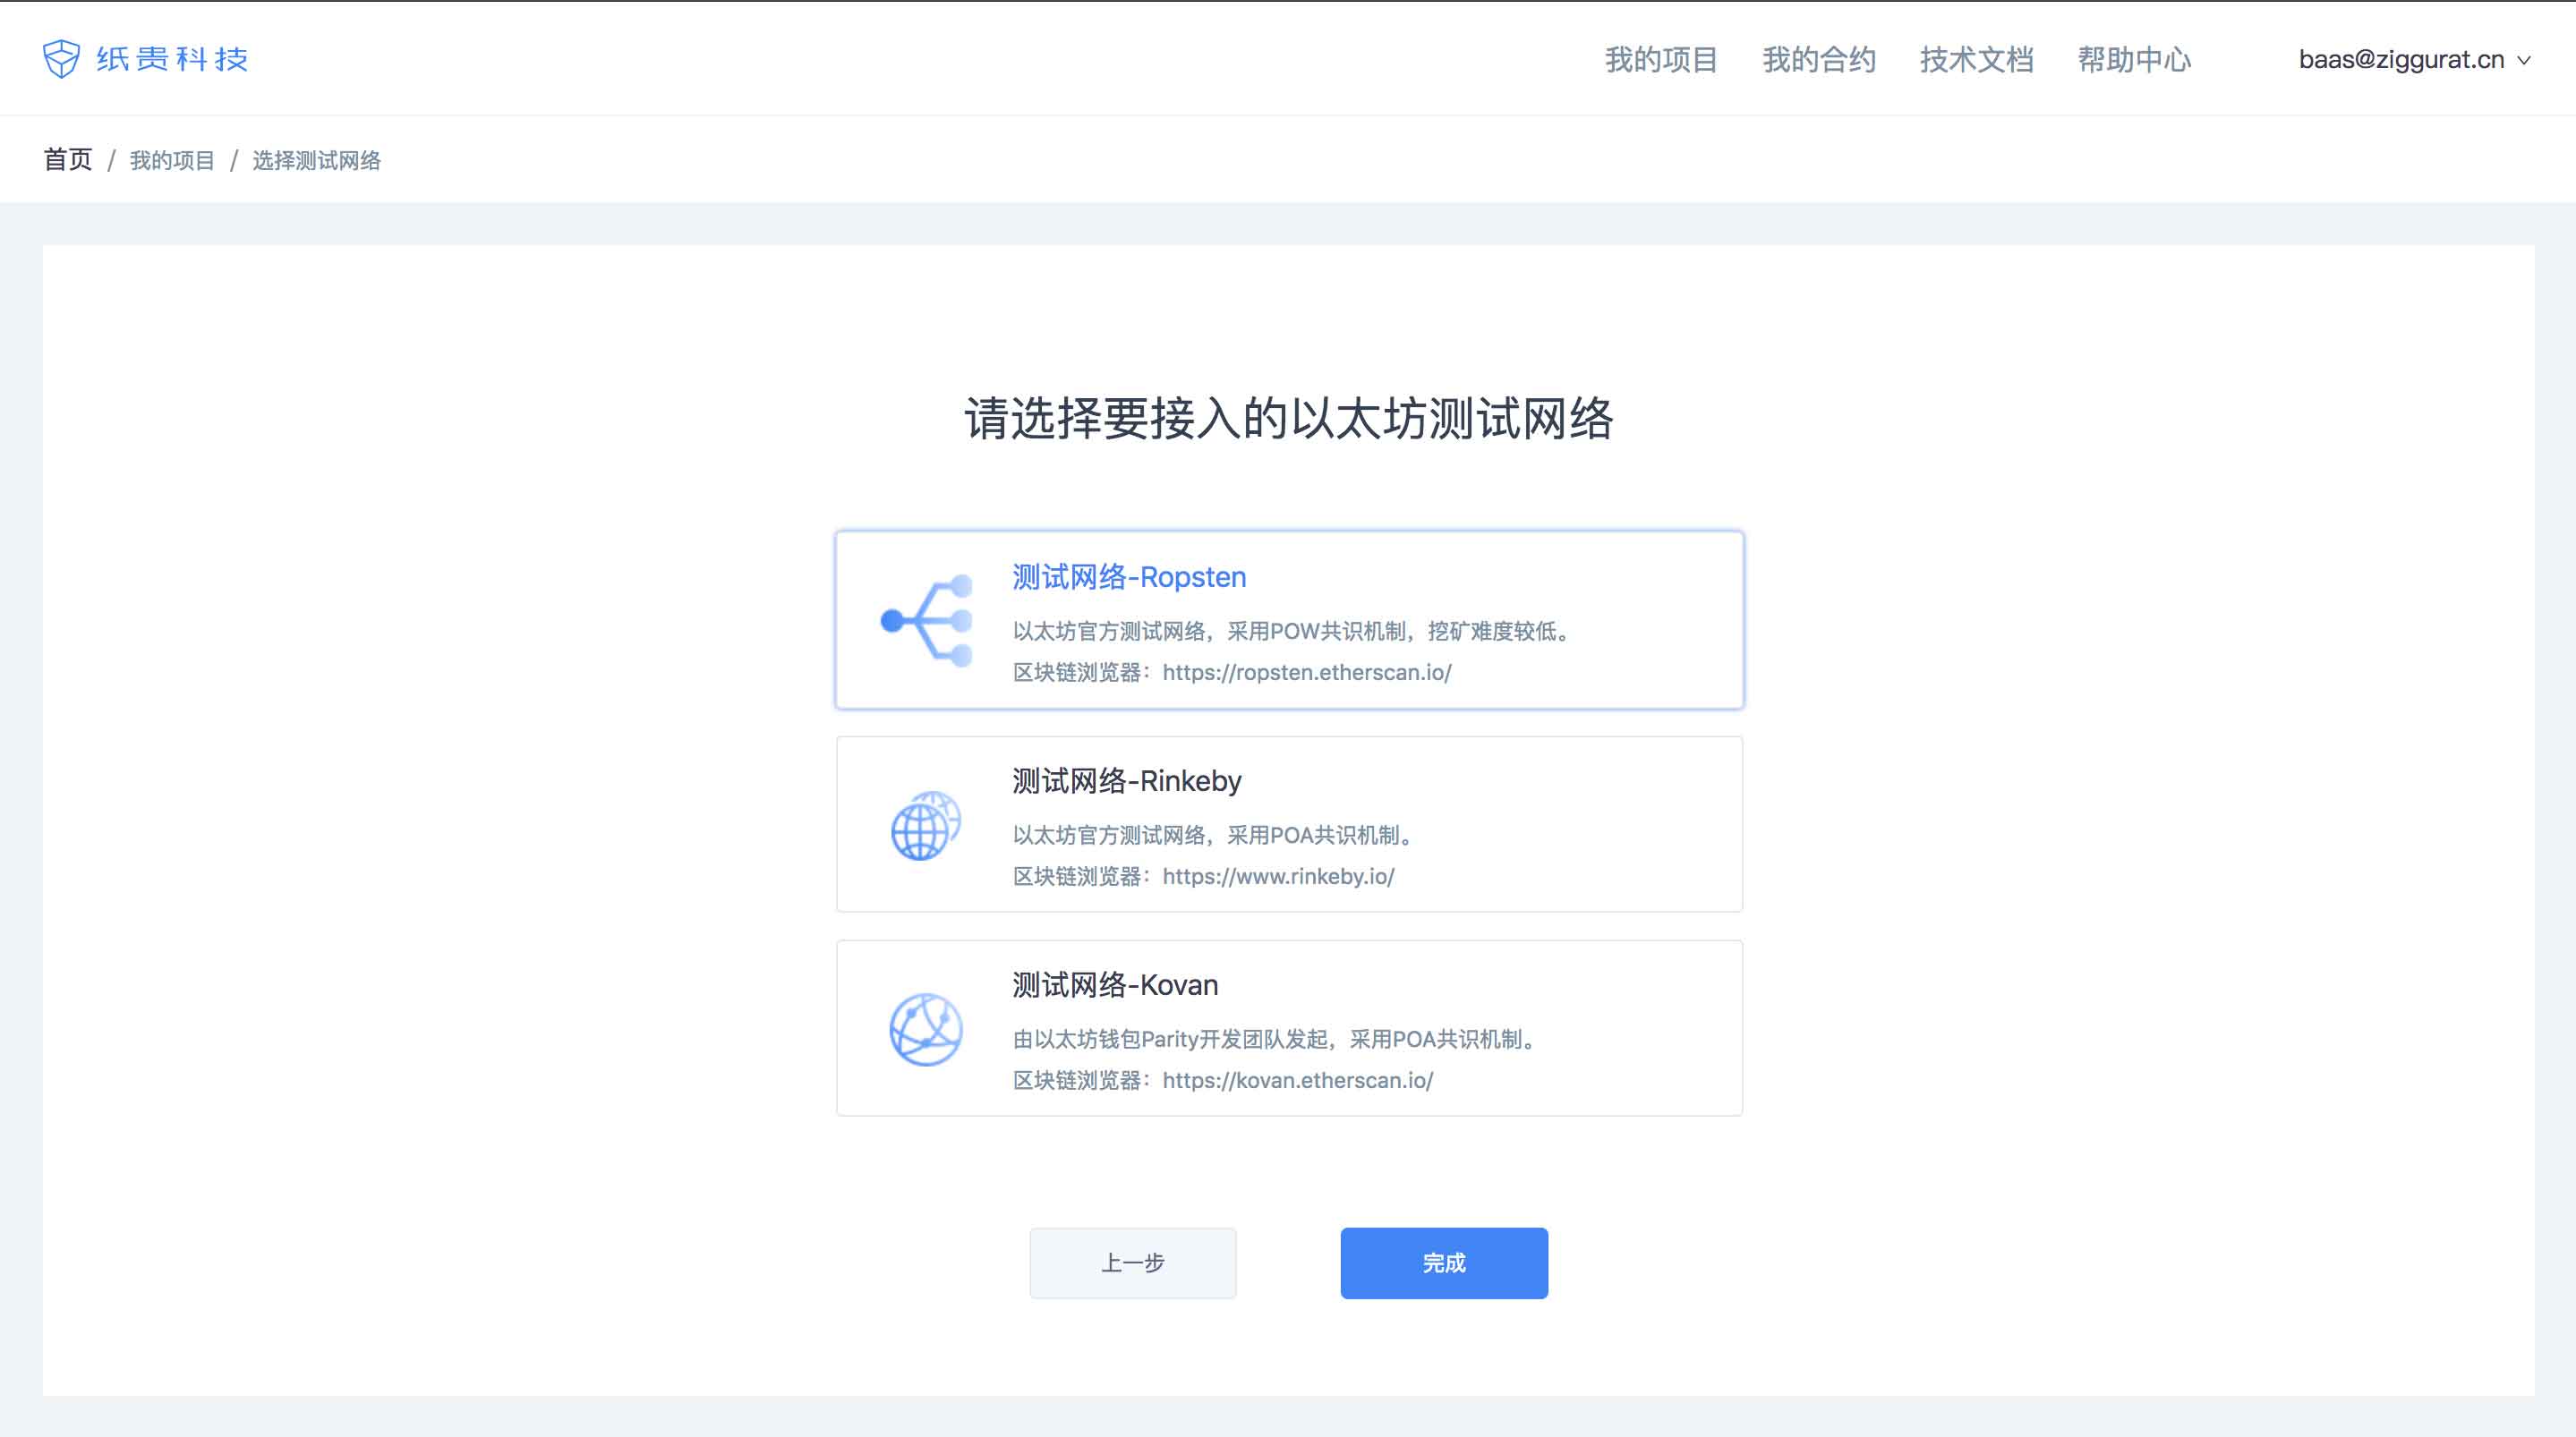 纸贵科技
我的项目 我的合约 技术文档 帮助中心 baas@ziggurat.cn
首页 / 我的项目 / 选择测试网络
请选择要接入的以太坊测试网络
测试网络-Ropsten
以太坊官方测试网络，采用POW共识机制，挖矿难度较低。
区块链浏览器：https://ropsten.etherscan.io/
测试网络-Rinkeby
以太坊官方测试网络，采用POA共识机制。
区块链浏览器：https://www.rinkeby.io/
测试网络-Kovan
由以太坊钱包Parity开发团队发起，采用POA共识机制。
区块链浏览器：https://kovan.etherscan.io/
上一步 完成